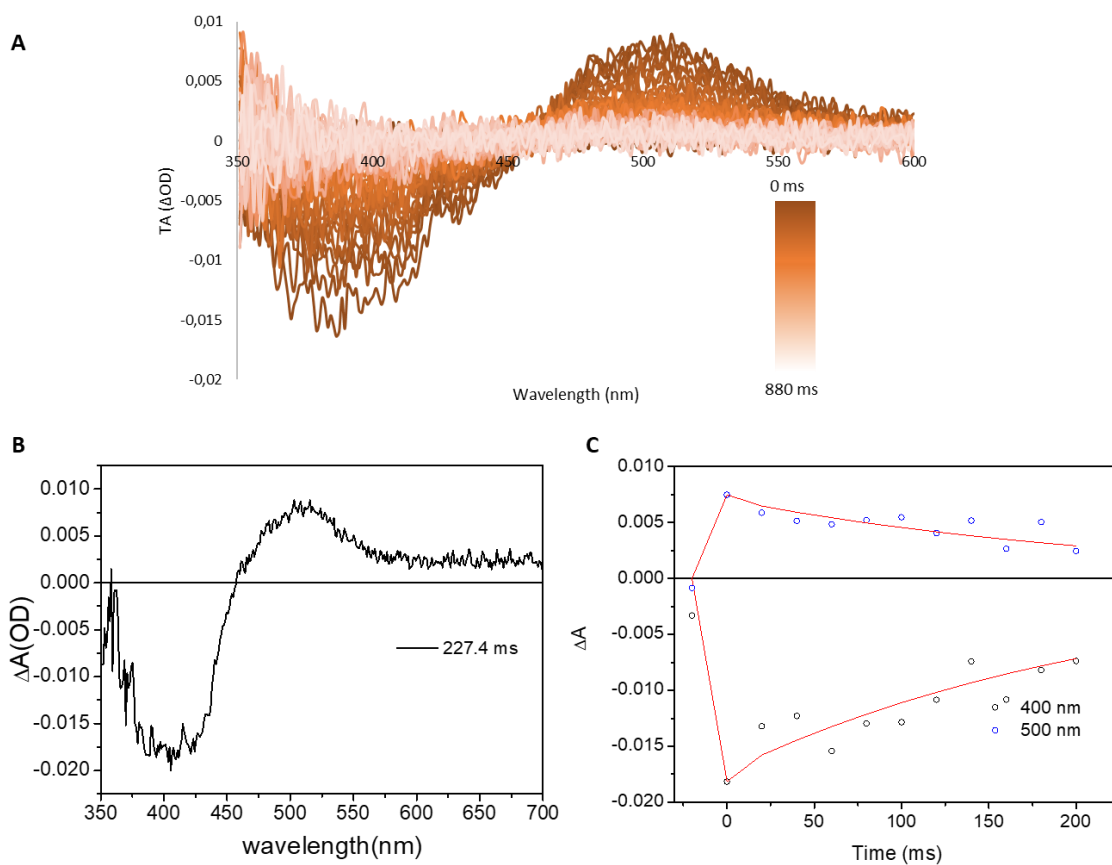 A
0,01
0,005
0
-0,005
-0,01
-0,015
-0,02
TA (ΔOD)
350 400 450 500 550 600
Wavelength (nm)
0 ms
880 ms
B
0.010
0.005
0.000
-0.005
-0.010
-0.015
-0.020
ΔA(OD)
227.4 ms
350 400 450 500 550 600 650 700
wavelength(nm)
C
0.010
0.005
0.000
-0.005
-0.010
-0.015
-0.020
ΔA
400 nm
500 nm
0 50 100 150 200
Time (ms)